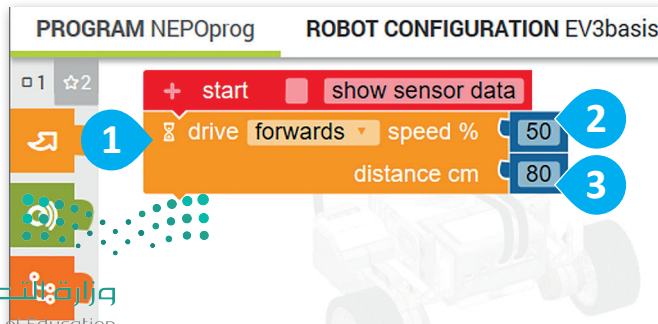 PROGRAM NEPOprog
ROBOT CONFIGURATION EV3basis
1
2
start
show sensor data
1
drive forwards speed %
50
2
distance cm
80
3
وزارة